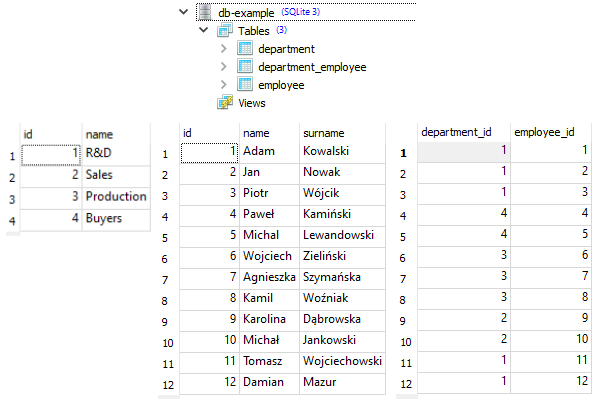 db-example (SQLite 3)
Tables (3)
department
department_employee
employee
Views
id name
1 1 R&D
2 2 Sales
3 3 Production
4 4 Buyers
id name surname
1 1 Adam Kowalski
2 2 Jan Nowak
3 3 Piotr Wójcik
4 4 Paweł Kamiński
5 5 Michal Lewandowski
6 6 Wojciech Zieliński
7 7 Agnieszka Szymańska
8 8 Kamil Woźniak
9 9 Karolina Dąbrowska
10 10 Michał Jankowski
11 11 Tomasz Wojciechowski
12 12 Damian Mazur
department_id employee_id
1 1 1
2 1 2
3 1 3
4 4 4
5 4 5
6 3 6
7 3 7
8 3 8
9 2 9
10 2 10
11 1 11
12 1 12